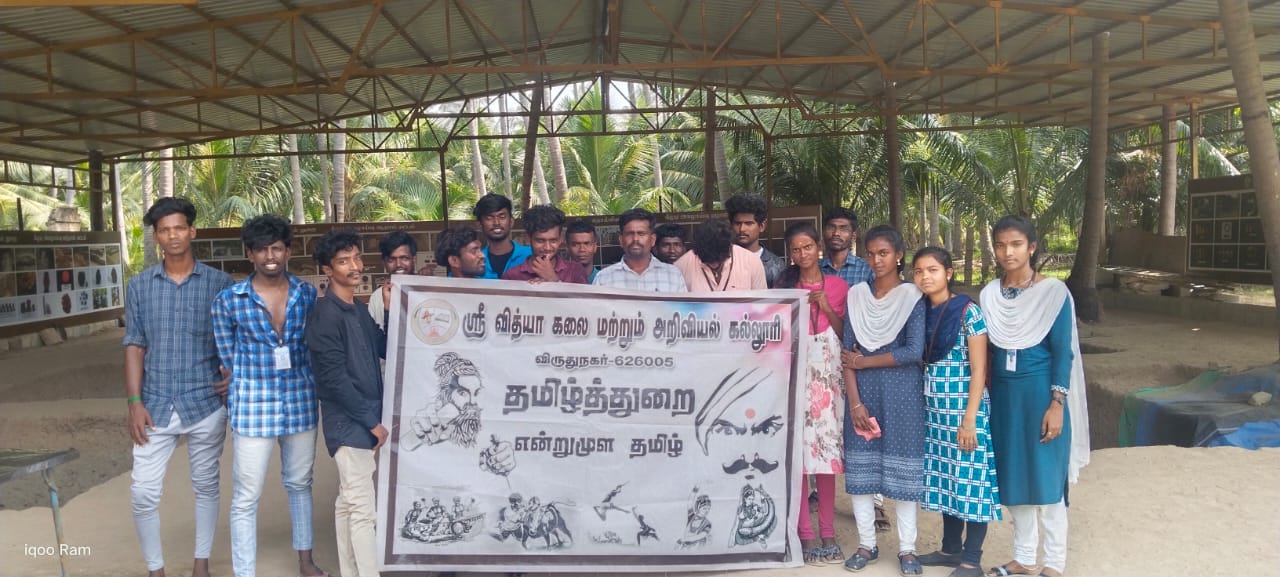 ஸ்ரீ வித்யா கலை மற்றும் அறிவியல் கல்லூரி
விருதுநகர்-626005
தமிழ்த்துறை
என்றுமுள தமிழ்
iqoo Ram